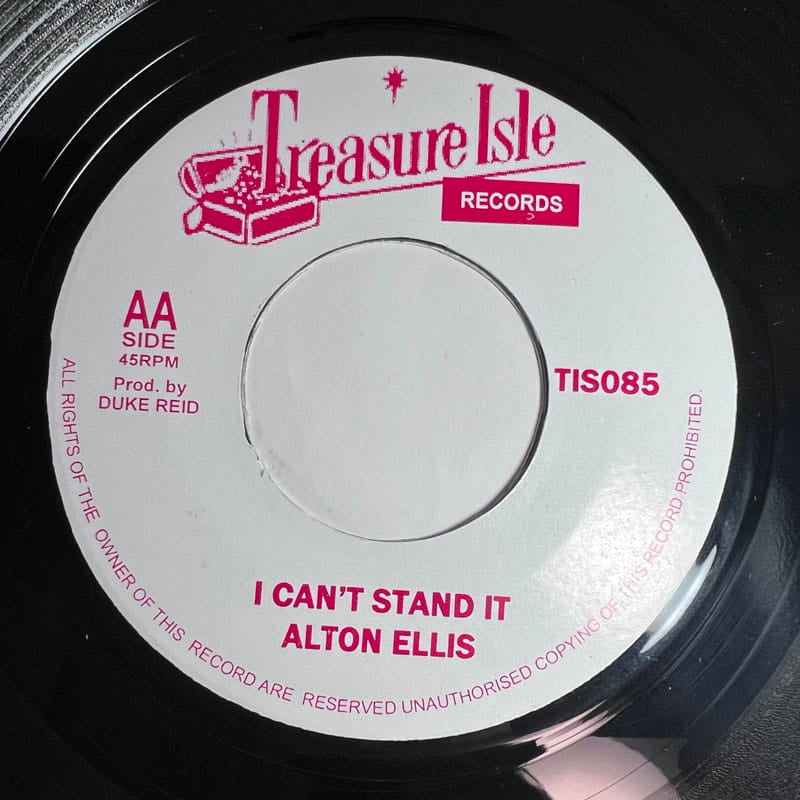 Treasure Isle
RECORDS
AA
SIDE
45RPM
Prod. by
DUKE REID
TIS085
I CAN'T STAND IT
ALTON ELLIS
ALL RIGHTS OF THE OWNER OF THIS RECORD ARE RESERVED UNAUTHORISED COPYING OF THIS RECORD PROHIBITED.